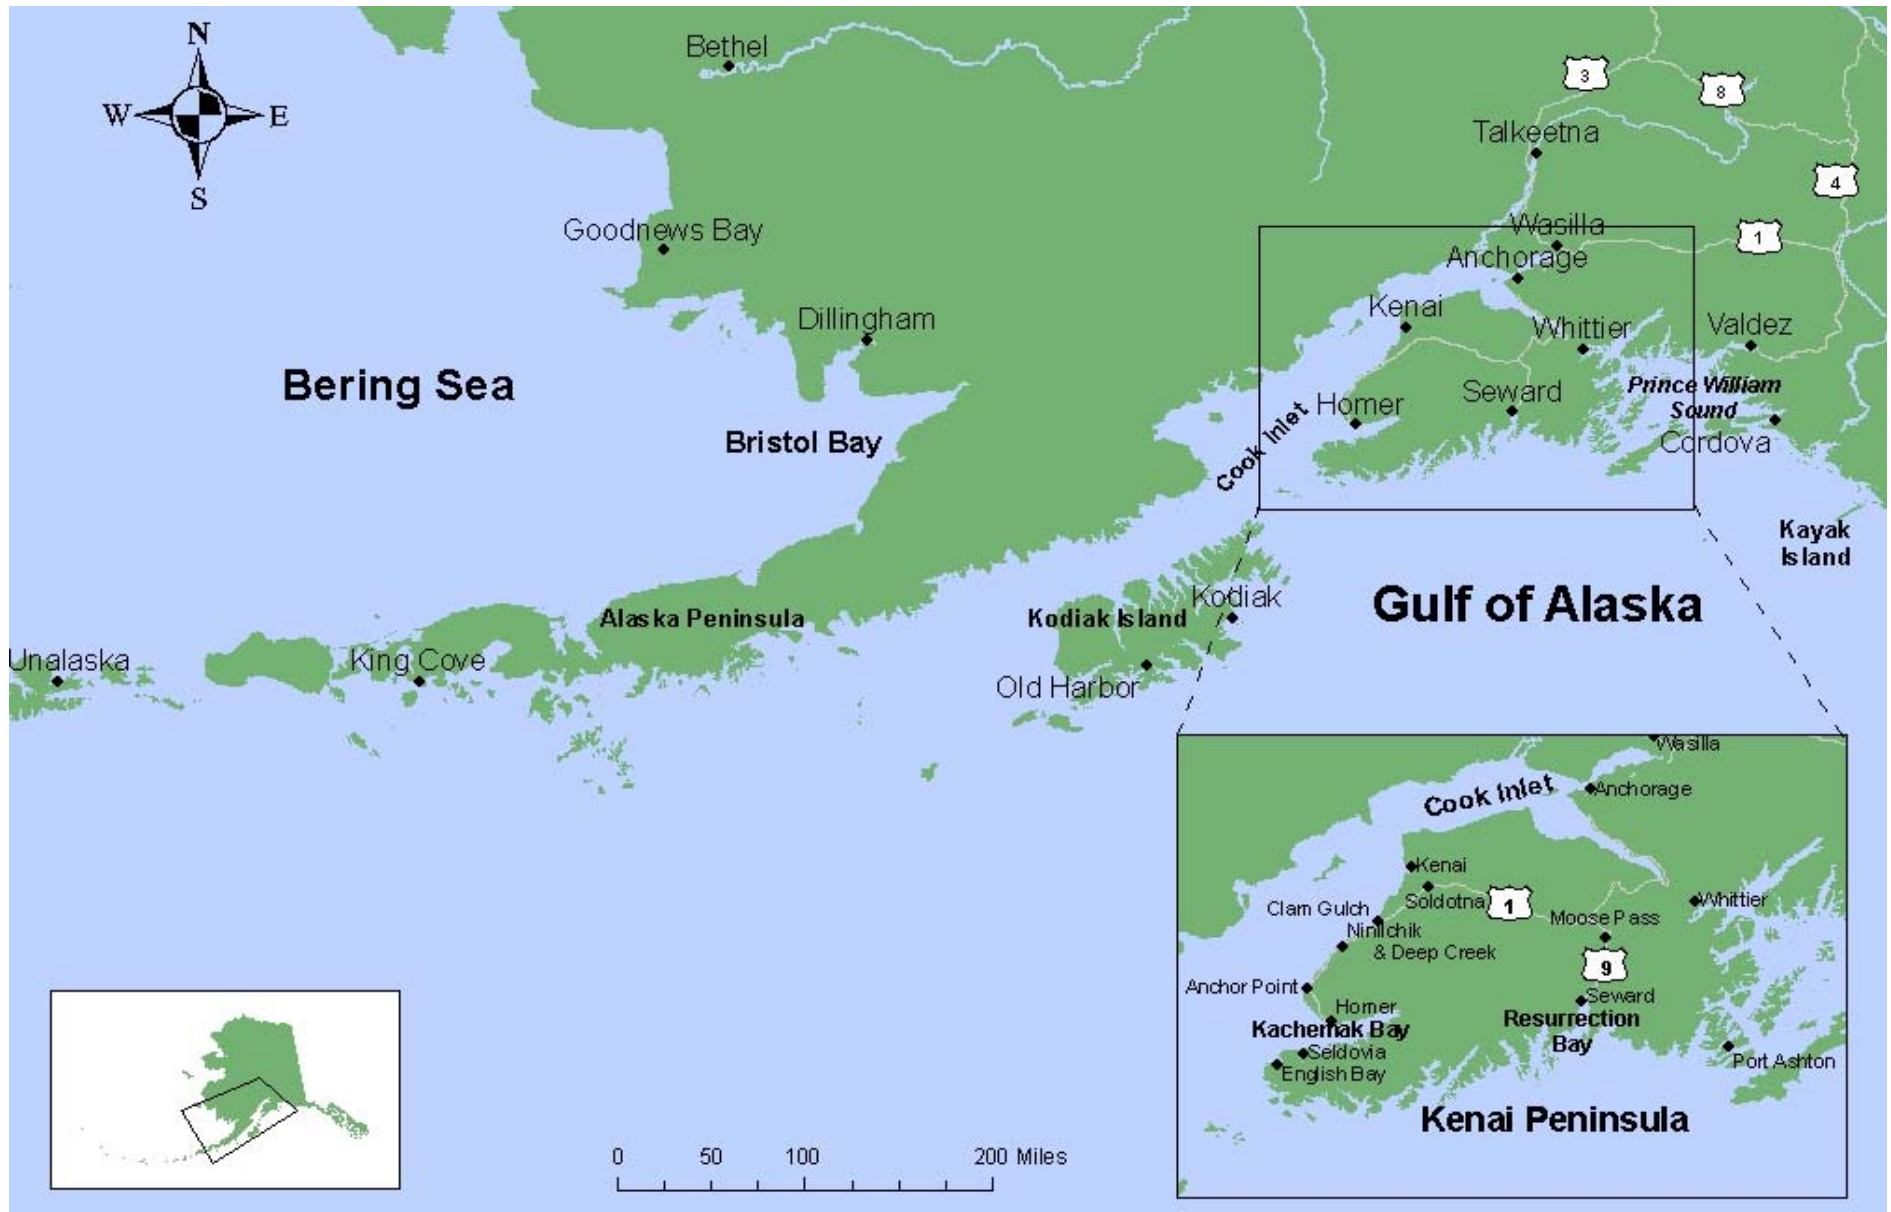 N
W E
S
Bethel
3
8
Talkeetna
4
Goodnews Bay
Wasilla
1
Anchorage
Kenai
Dillingham
Whittier
Valdez
Bering Sea
Prince William
Sound
Seward
Homer
Cook Inlet
Bristol Bay
Cordova
Kayak
Island
Gulf of Alaska
Kodiak
Alaska Peninsula
Kodiak Island
Unalaska
King Cove
Old Harbor
Wasilla
Cook Inlet
Anchorage
Kenai
Soldotna
1
Whittier
Clam Gulch
Moose Pass
Ninilchik
& Deep Creek
9
Anchor Point
Seward
Homer
Kachemak Bay
Resurrection
Bay
Seldovia
English Bay
Port Ashton
Kenai Peninsula
0 50 100 200 Miles